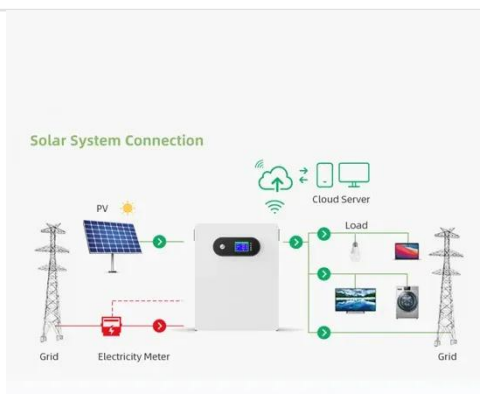 Solar System Connection
Cloud Server
PV
Load
Grid
Electricity Meter
Grid